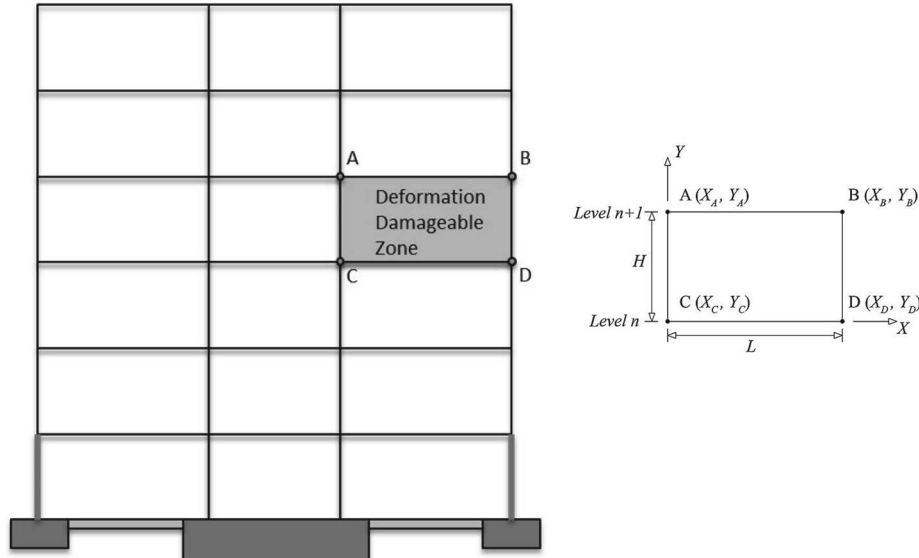 A
B
Deformation
Damageable
Zone
C
D
Y
A (X_A, Y_A)
B (X_B, Y_B)
Level n+1
H
C (X_C, Y_C)
D (X_D, Y_D)
Level n
X
L